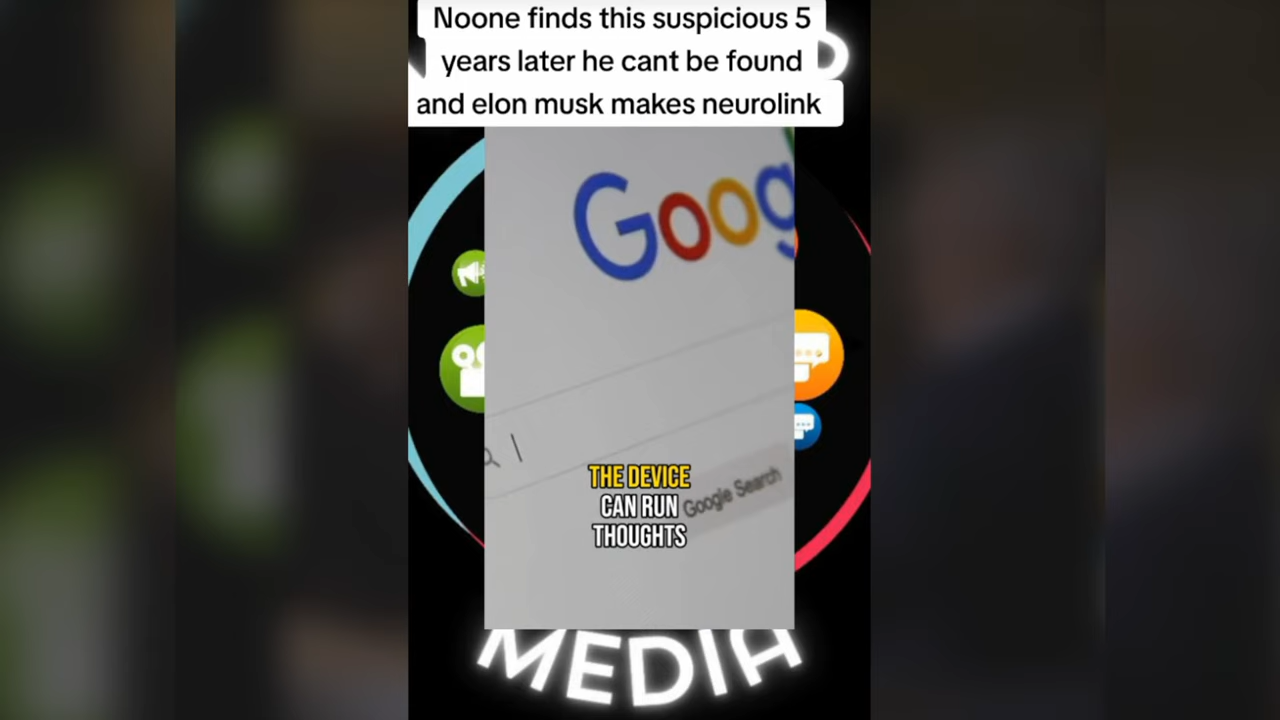 Noone finds this suspicious 5
years later he cant be found
and elon musk makes neurolink
Goog
Google Search
THE DEVICE
CAN RUN
THOUGHTS
MEDIA